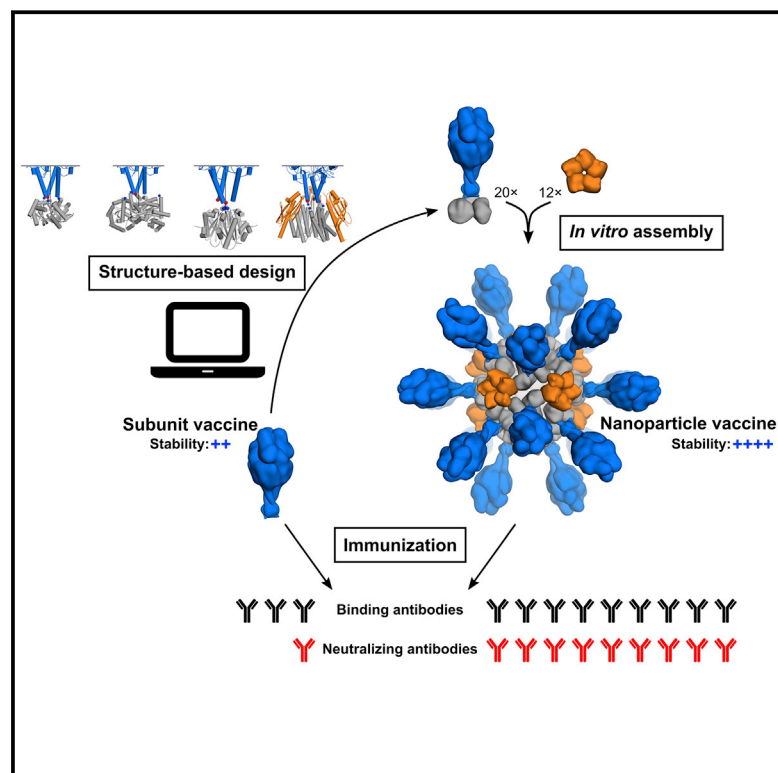 20×
12×
In vitro assembly
Structure-based design
Subunit vaccine
Stability:++
Nanoparticle vaccine
Stability:++++
Immunization
Binding antibodies
Neutralizing antibodies